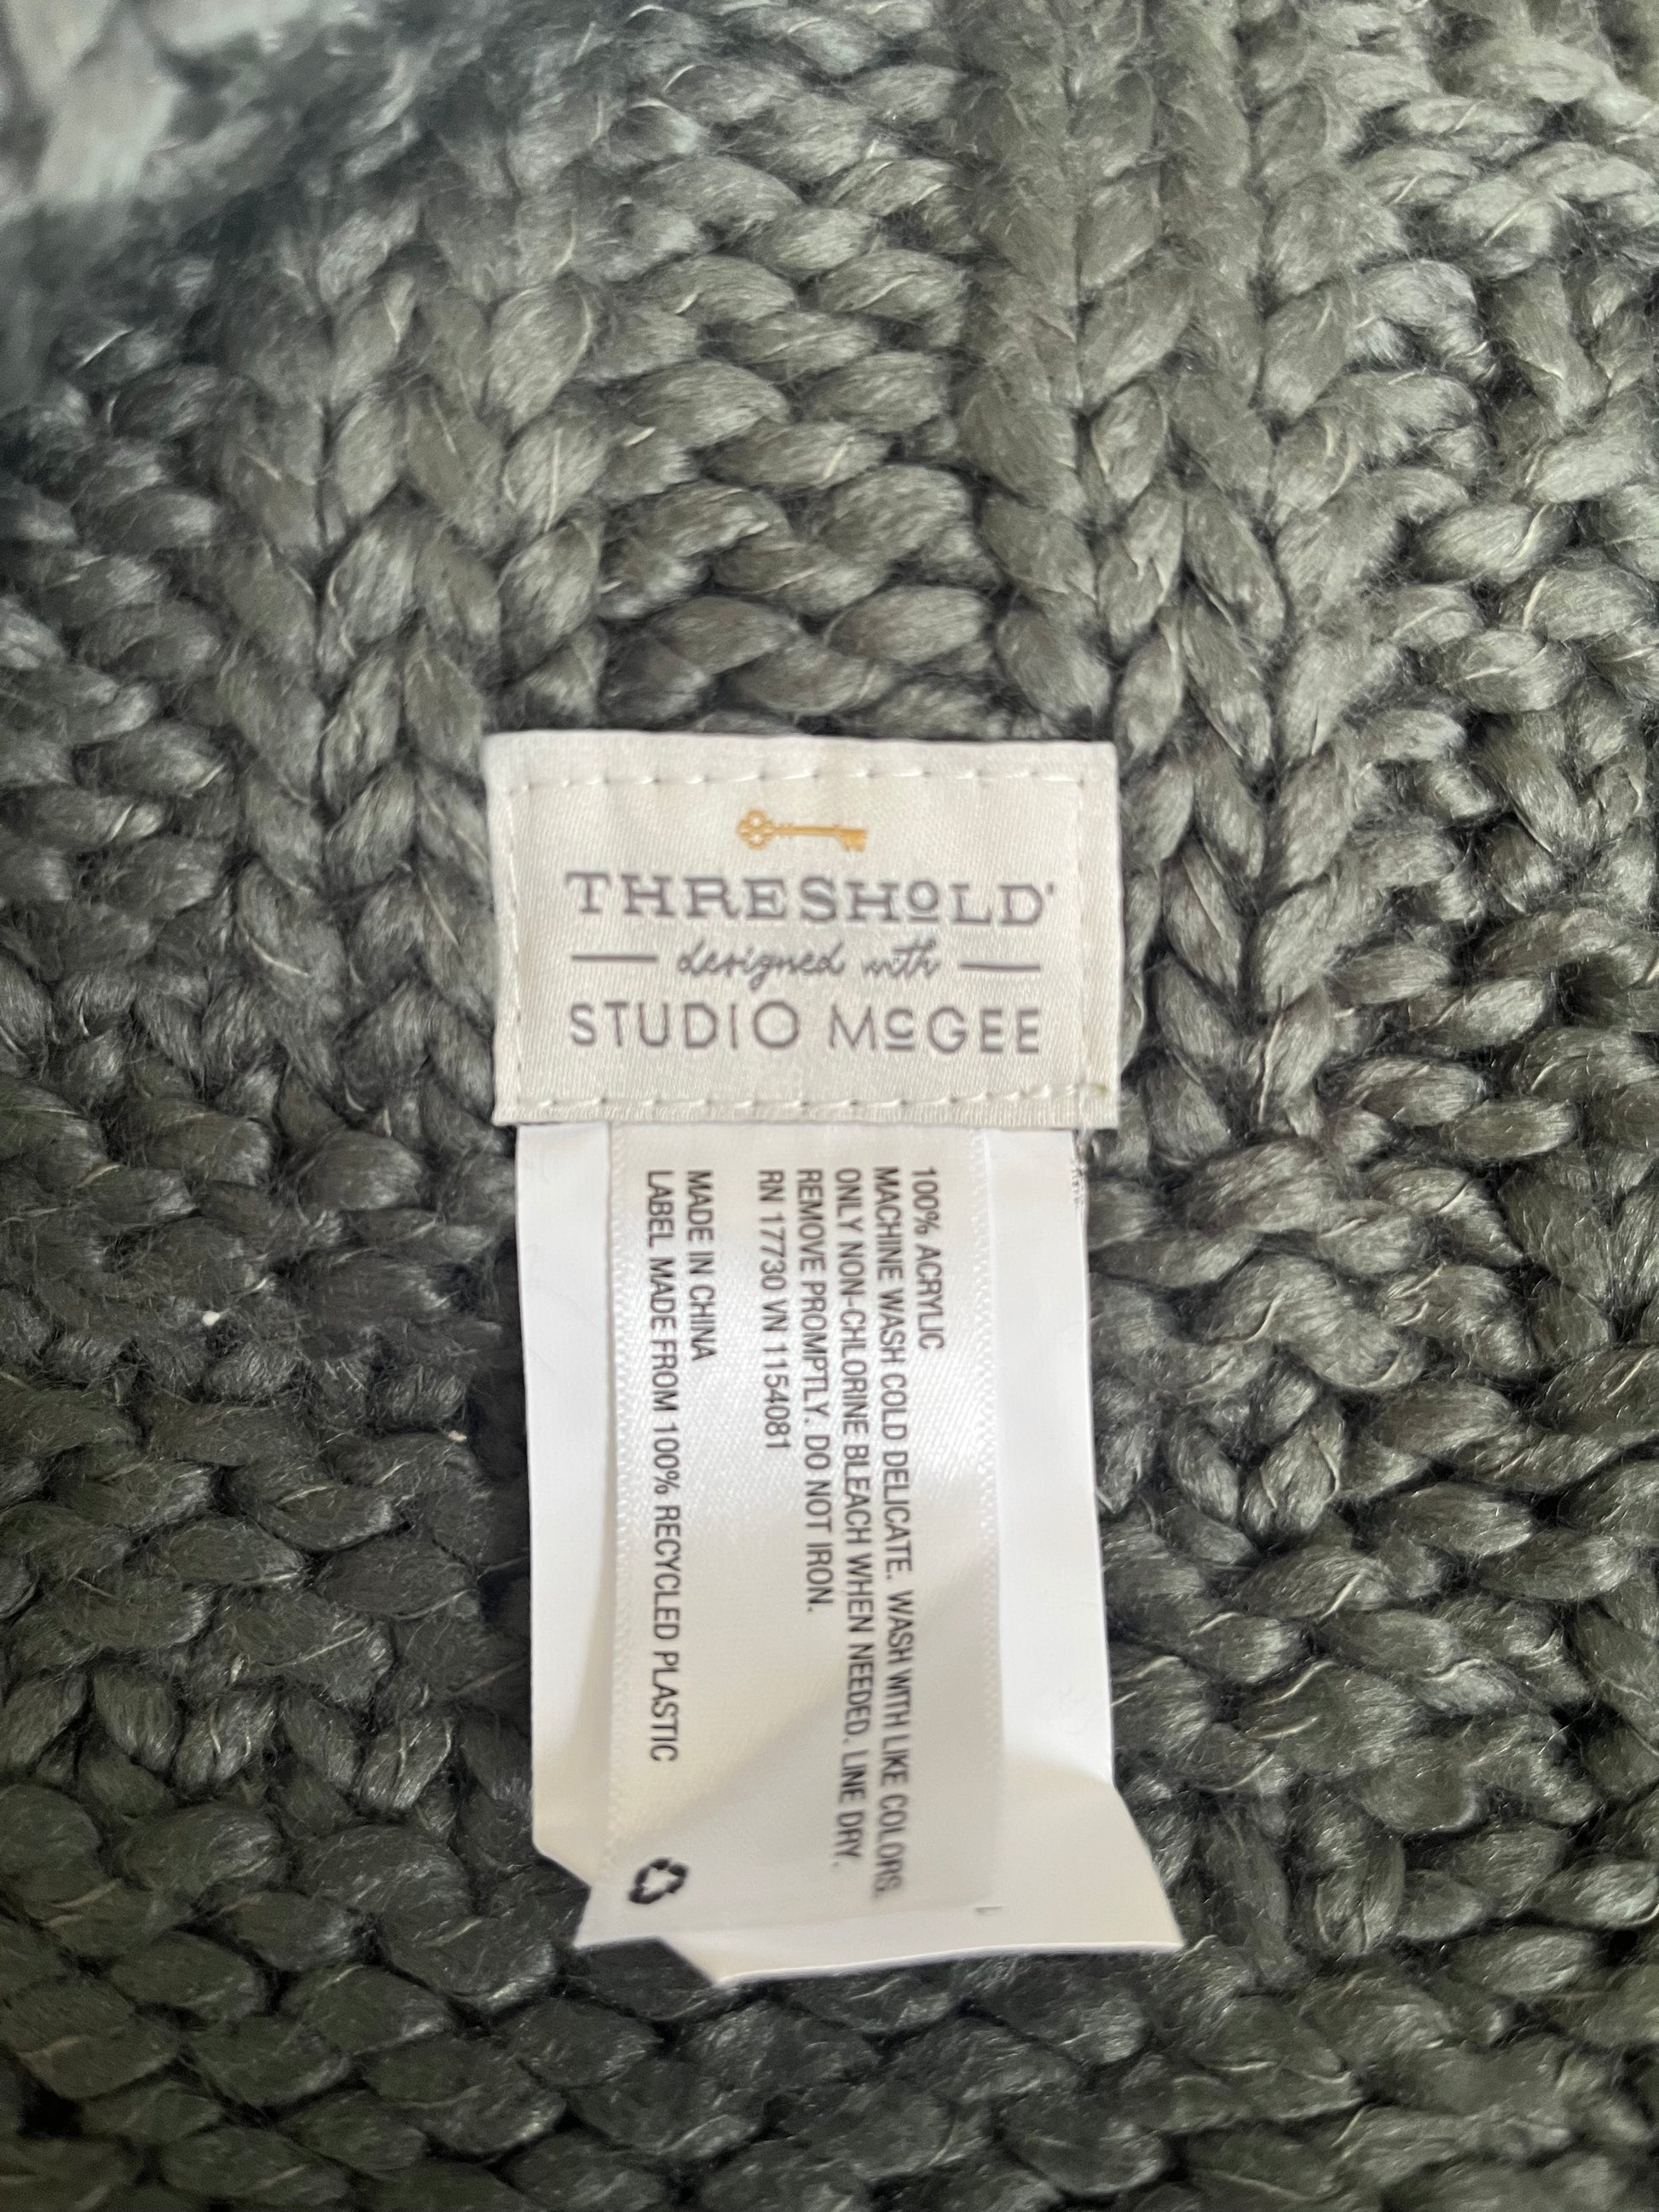 THRESHOLD
designed with
STUDIO McGEE
100% ACRYLIC
MACHINE WASH COLD DELICATE. WASH WITH LIKE COLORS.
ONLY NON-CHLORINE BLEACH WHEN NEEDED. LINE DRY.
REMOVE PROMPTLY. DO NOT IRON.
RN 17730 VN 1154081
MADE IN CHINA
LABEL MADE FROM 100% RECYCLED PLASTIC